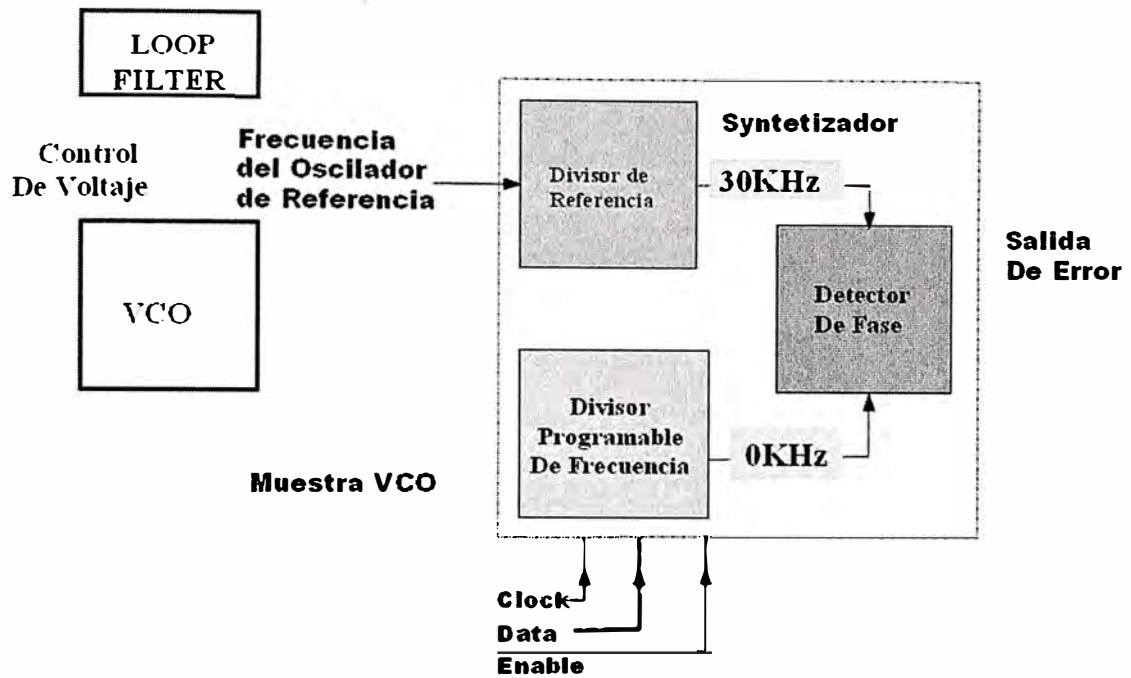 LOOP
FILTER
Control
De Voltaje
Frecuencia
del Oscilador
de Referencia
VCO
Muestra VCO
Syntetizador
Divisor de
Referencia
30KHz
Detector
De Fase
Divisor
Programable
De Frecuencia
0KHz
Salida
De Error
Clock
Data
Enable